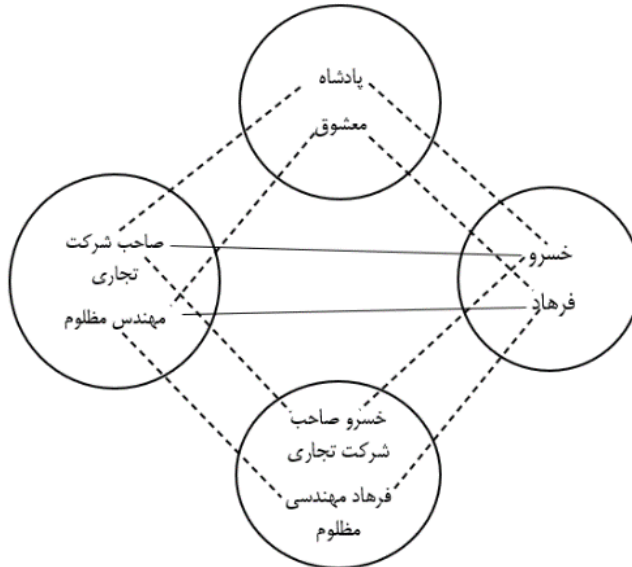 پادشاه
معشوق
خسرو
فرهاد
صاحب شرکت
تجاری
مهندس مظلوم
خسرو صاحب
شرکت تجاری
فرهاد مهندسی
مظلوم